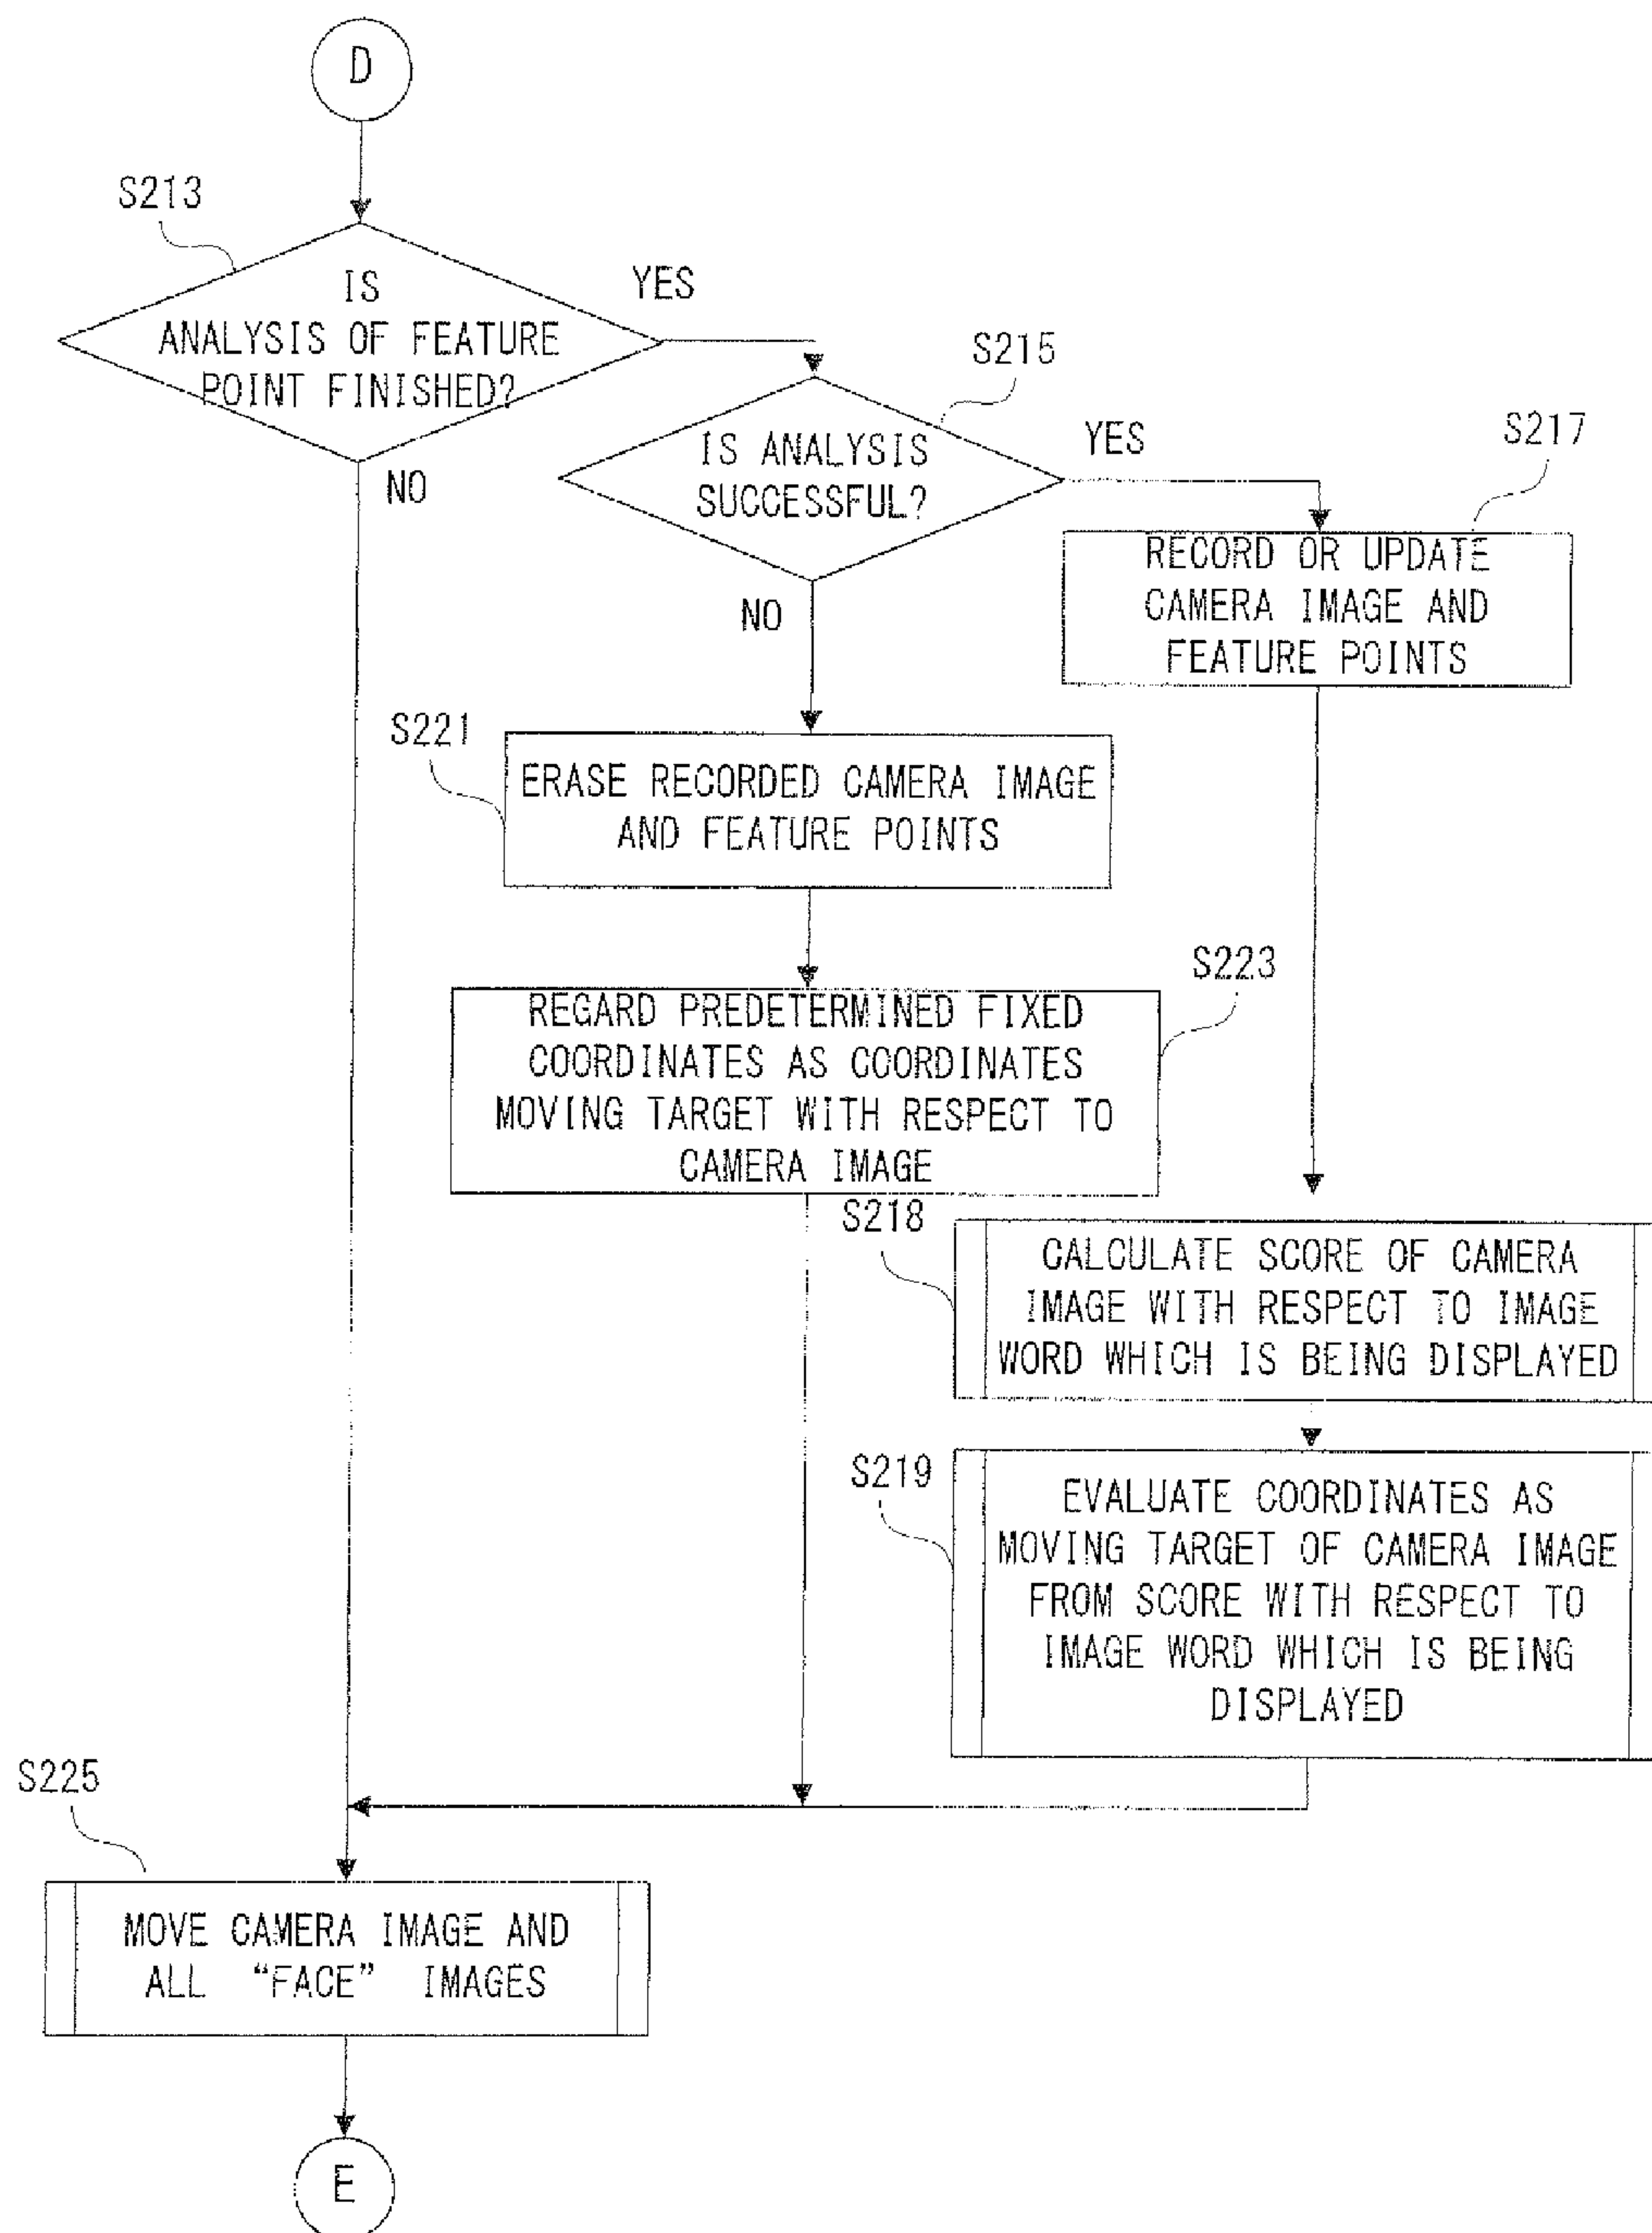 D
S213
IS
ANALYSIS OF FEATURE
POINT FINISHED?
YES
NO
S215
IS ANALYSIS
SUCCESSFUL?
YES
NO
S217
RECORD OR UPDATE
CAMERA IMAGE AND
FEATURE POINTS
S221
ERASE RECORDED CAMERA IMAGE
AND FEATURE POINTS
S223
REGARD PREDETERMINED FIXED
COORDINATES AS COORDINATES
MOVING TARGET WITH RESPECT TO
CAMERA IMAGE
S218
CALCULATE SCORE OF CAMERA
IMAGE WITH RESPECT TO IMAGE
WORD WHICH IS BEING DISPLAYED
S219
EVALUATE COORDINATES AS
MOVING TARGET OF CAMERA IMAGE
FROM SCORE WITH RESPECT TO
IMAGE WORD WHICH IS BEING
DISPLAYED
S225
MOVE CAMERA IMAGE AND
ALL “FACE” IMAGES
E